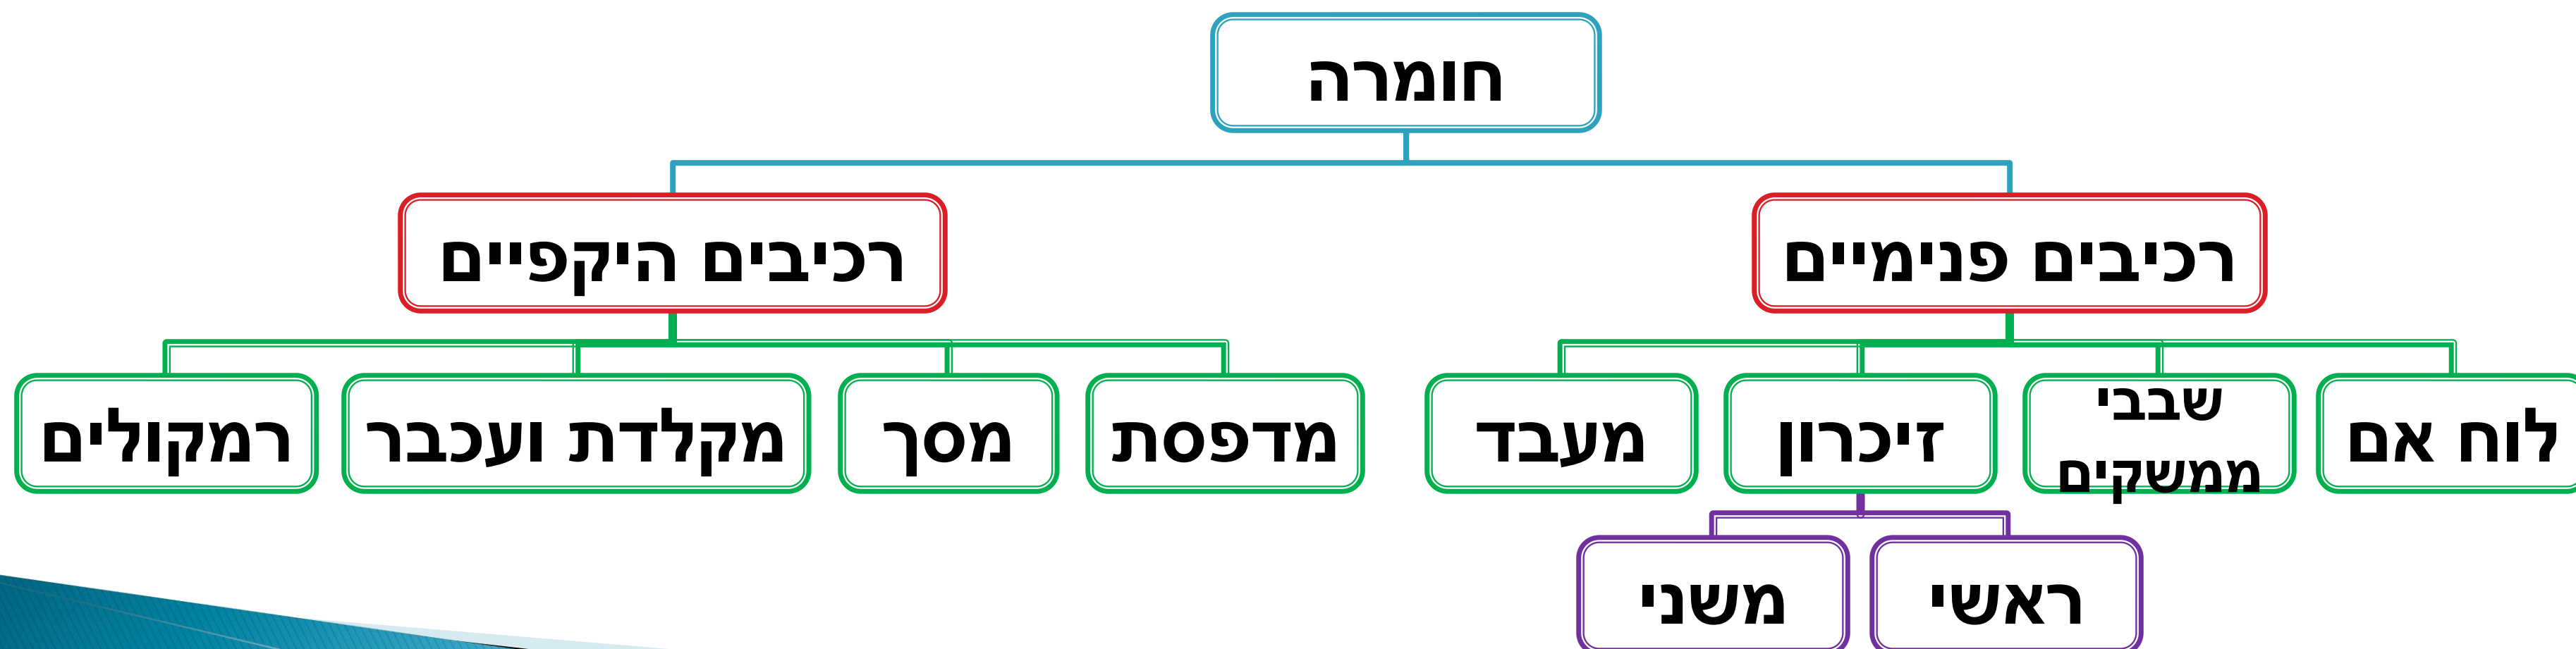 חומרה
רכיבים פנימיים
רכיבים היקפיים
לוח אם
שבבי
ממשקים
זיכרון
מעבד
מדפסת
מסך
מקלדת ועכבר
רמקולים
ראשי
משני